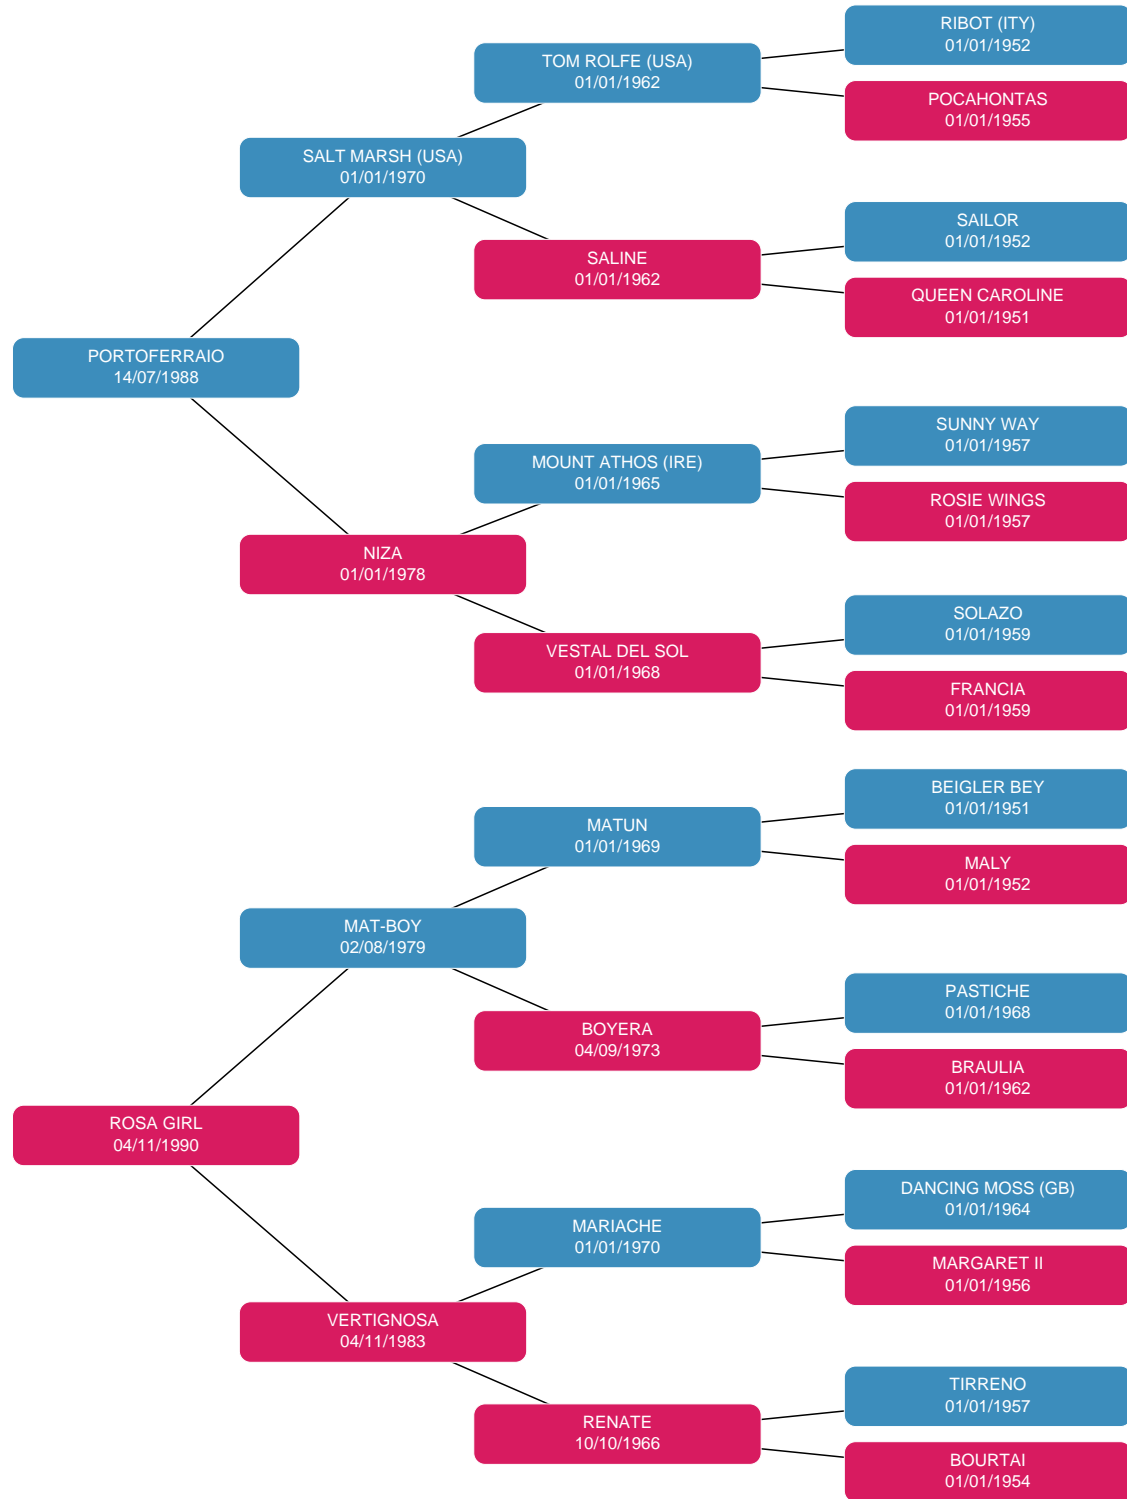 RIBOT (ITY)
01/01/1952
TOM ROLFE (USA)
01/01/1962
POCAHONTAS
01/01/1955
SALT MARSH (USA)
01/01/1970
SAILOR
01/01/1952
SALINE
01/01/1962
QUEEN CAROLINE
01/01/1951
PORTOFERRAIO
14/07/1988
SUNNY WAY
01/01/1957
MOUNT ATHOS (IRE)
01/01/1965
ROSIE WINGS
01/01/1957
NIZA
01/01/1978
SOLAZO
01/01/1959
VESTAL DEL SOL
01/01/1968
FRANCIA
01/01/1959
BEIGLER BEY
01/01/1951
MATUN
01/01/1969
MALY
01/01/1952
MAT-BOY
02/08/1979
PASTICHE
01/01/1968
BOYERA
04/09/1973
BRAULIA
01/01/1962
ROSA GIRL
04/11/1990
DANCING MOSS (GB)
01/01/1964
MARIACHE
01/01/1970
MARGARET II
01/01/1956
VERTIGNOSA
04/11/1983
TIRRENO
01/01/1957
RENATE
10/10/1966
BOURTAI
01/01/1954